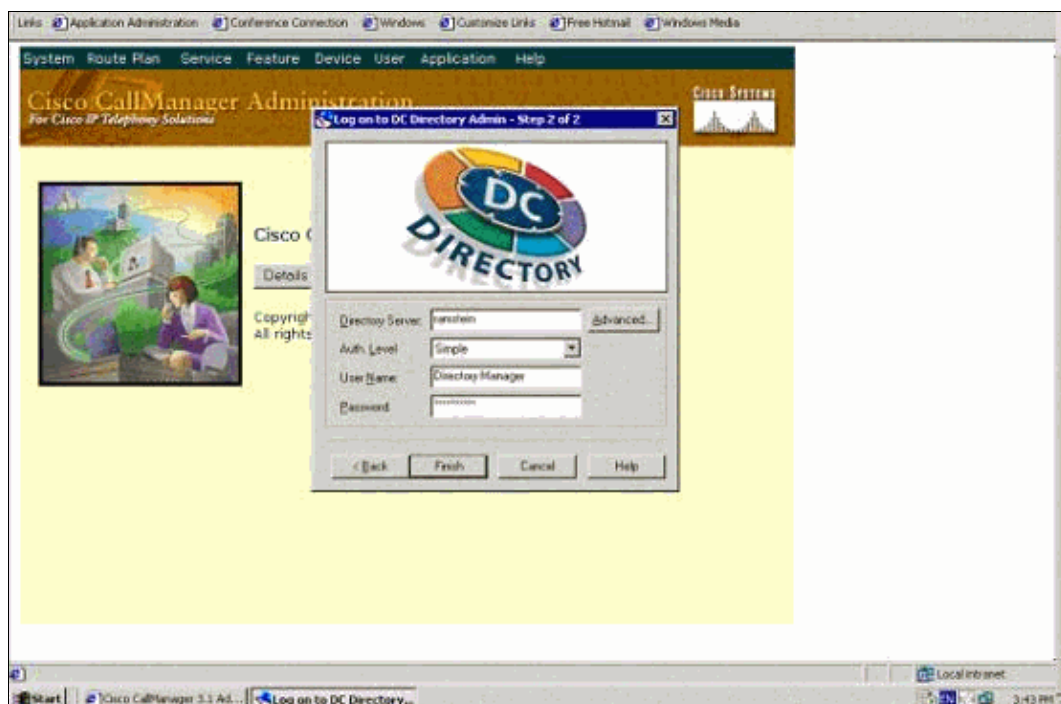 Links Application Administration Conference Connection Windows Customize Links Free Hotmail Windows Media
System Route Plan Service Feature Device User Application Help
Cisco CallManager Administration
For Cisco IP Telephony Solutions
CISCO SYSTEMS
Log on to DC Directory Admin - Step 2 of 2
DC
DIRECTORY
Cisco C
Details
Copyrigh
All rights
Directory Server: Advanced...
Auth. Level Simple
User Name: Directory Manager
Password
< Back Finish Cancel Help
Local intranet
Start Cisco CallManager 3.1 Ad... Log on to DC Directory...
EN 3:43 PM